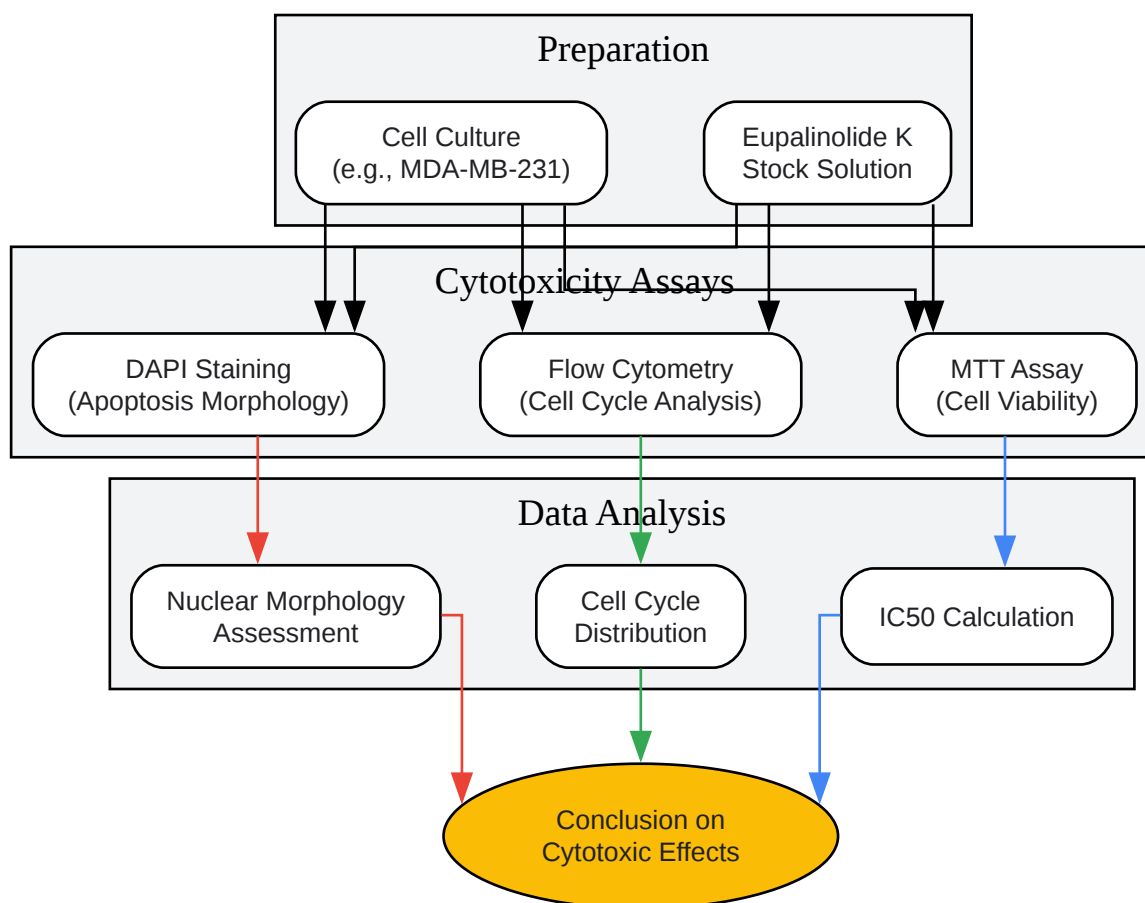 Preparation
Cell Culture
(e.g., MDA-MB-231)
Eupalinolide K
Stock Solution
Cytotoxicity Assays
DAPI Staining
(Apoptosis Morphology)
Flow Cytometry
(Cell Cycle Analysis)
MTT Assay
(Cell Viability)
Data Analysis
Nuclear Morphology
Assessment
Cell Cycle
Distribution
IC50 Calculation
Conclusion on
Cytotoxic Effects